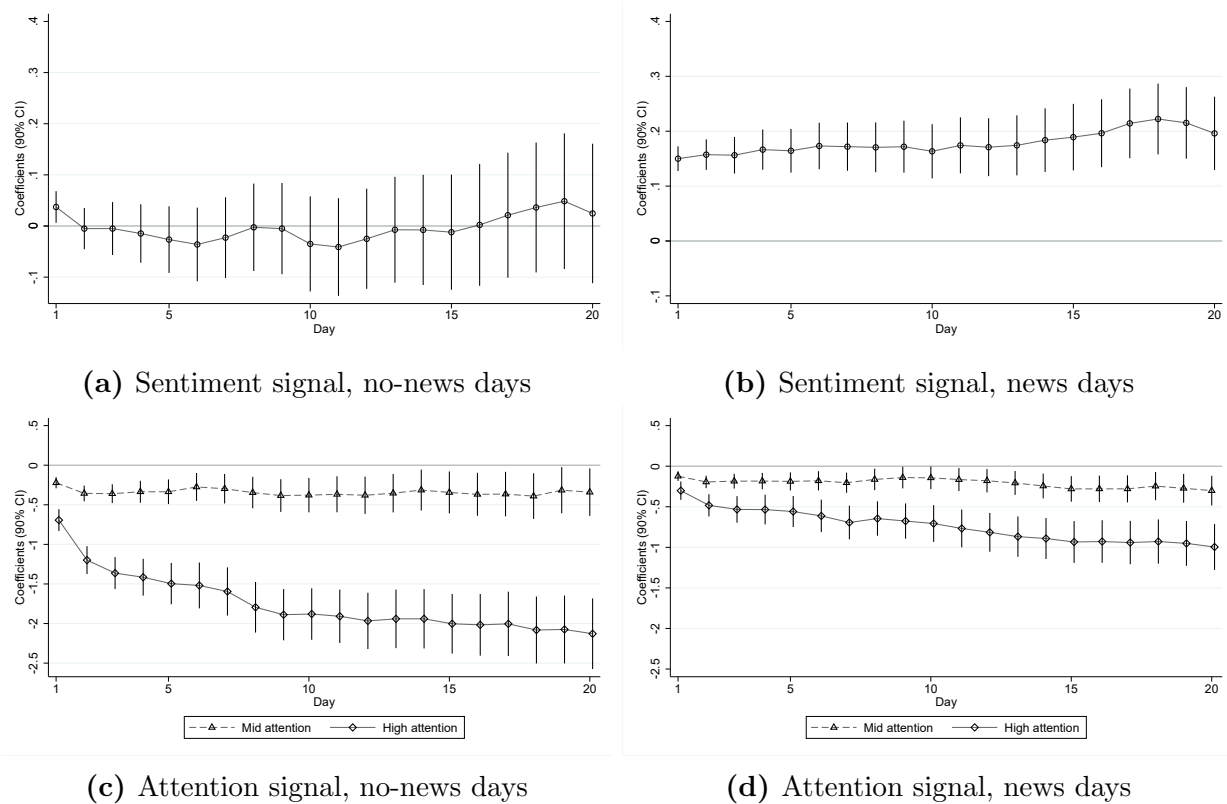 .4
.3
.2
.1
0
-.1
Coefficients (90% CI)
1 5 10 15 20
Day
(a) Sentiment signal, no-news days
.4
.3
.2
.1
0
-.1
Coefficients (90% CI)
1 5 10 15 20
Day
(b) Sentiment signal, news days
.5
0
-.5
-1
-1.5
-2
-2.5
Coefficients (90% CI)
1 5 10 15 20
Day
Mid attention High attention
(c) Attention signal, no-news days
.5
0
-.5
-1
-1.5
-2
-2.5
Coefficients (90% CI)
1 5 10 15 20
Day
Mid attention High attention
(d) Attention signal, news days